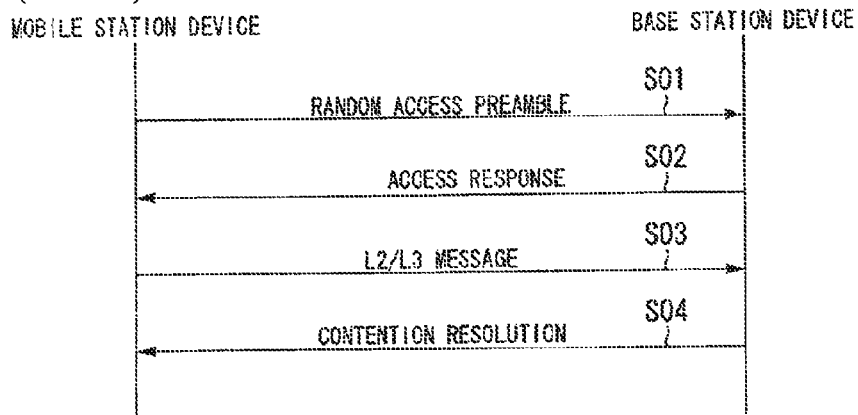 MOBILE STATION DEVICE
BASE STATION DEVICE
S01
RANDOM ACCESS PREAMBLE
S02
ACCESS RESPONSE
S03
L2/L3 MESSAGE
S04
CONTENTION RESOLUTION